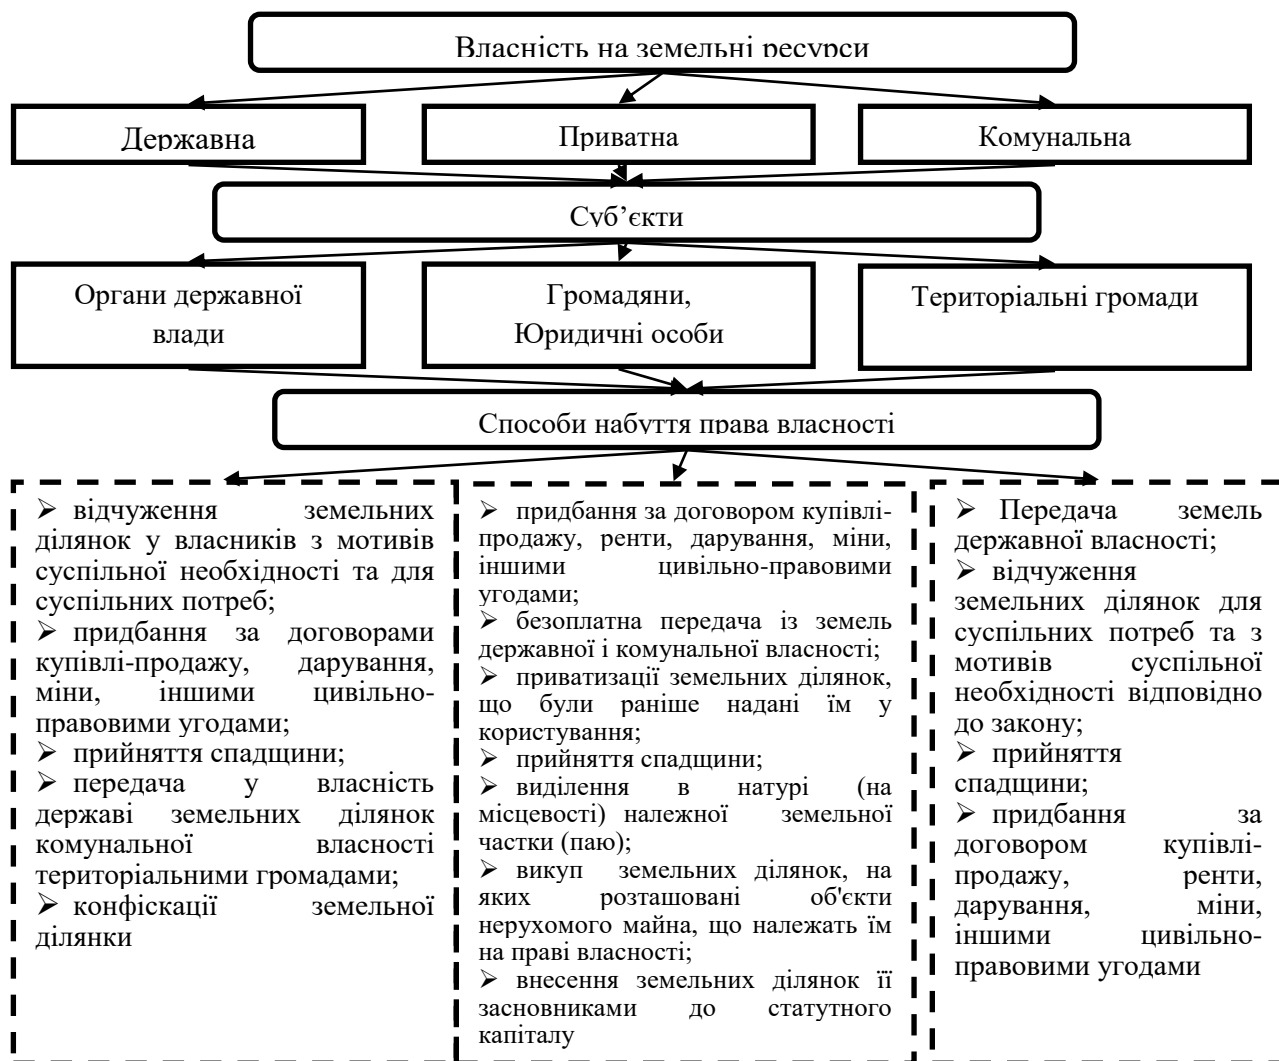 Власність на земельні ресурси
Державна
Приватна
Комунальна
Суб’єкти
Органи державної
влади
Громадяни,
Юридичні особи
Територіальні громади
Способи набуття права власності
➢ відчуження земельних
ділянок у власників з мотивів
суспільної необхідності та для
суспільних потреб;
➢ придбання за договорами
купівлі-продажу, дарування,
міни, іншими цивільно-
правовими угодами;
➢ прийняття спадщини;
➢ передача у власність
державі земельних ділянок
комунальної власності
територіальними громадами;
➢ конфіскації земельної
ділянки
➢ придбання за договором купівлі-
продажу, ренти, дарування, міни,
іншими цивільно-правовими
угодами;
➢ безоплатна передача із земель
державної і комунальної власності;
➢ приватизації земельних ділянок,
що були раніше надані їм у
користування;
➢ прийняття спадщини;
➢ виділення в натурі (на
місцевості) належної земельної
частки (паю);
➢ викуп земельних ділянок, на
яких розташовані об'єкти
нерухомого майна, що належать їм
на праві власності;
➢ внесення земельних ділянок її
засновниками до статутного
капіталу
➢ Передача земель
державної власності;
➢ відчуження
земельних ділянок для
суспільних потреб та з
мотивів суспільної
необхідності відповідно
до закону;
➢ прийняття
спадщини;
➢ придбання за
договором купівлі-
продажу, ренти,
дарування, міни,
іншими цивільно-
правовими угодами